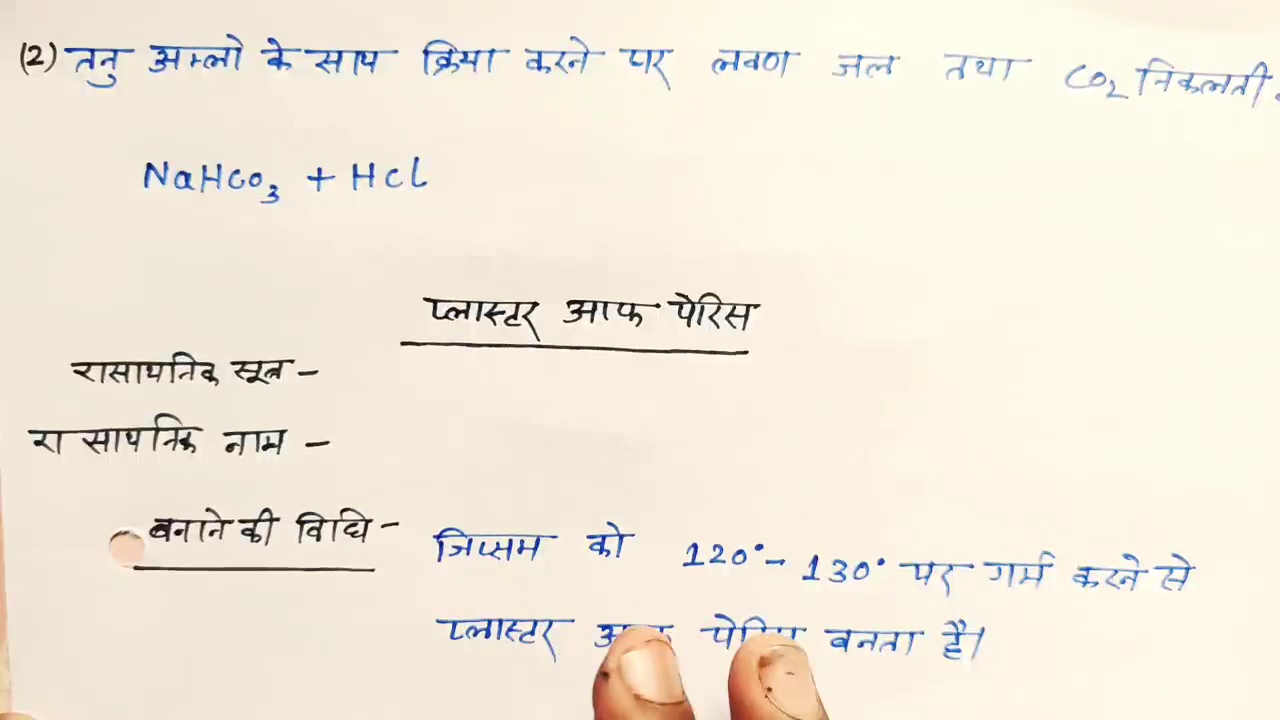 (2) तनु अम्लो के साथ क्रिया करने पर लवण जल तथा CO₂ निकलती
NaHCO₃ + HCl
प्लास्टर आफ पेरिस
रासायनिक सूत्र -
रासायनिक नाम -
बनाने की विधि - जिप्सम को 120° - 130° पर गर्म करने से
प्लास्टर बनता है।